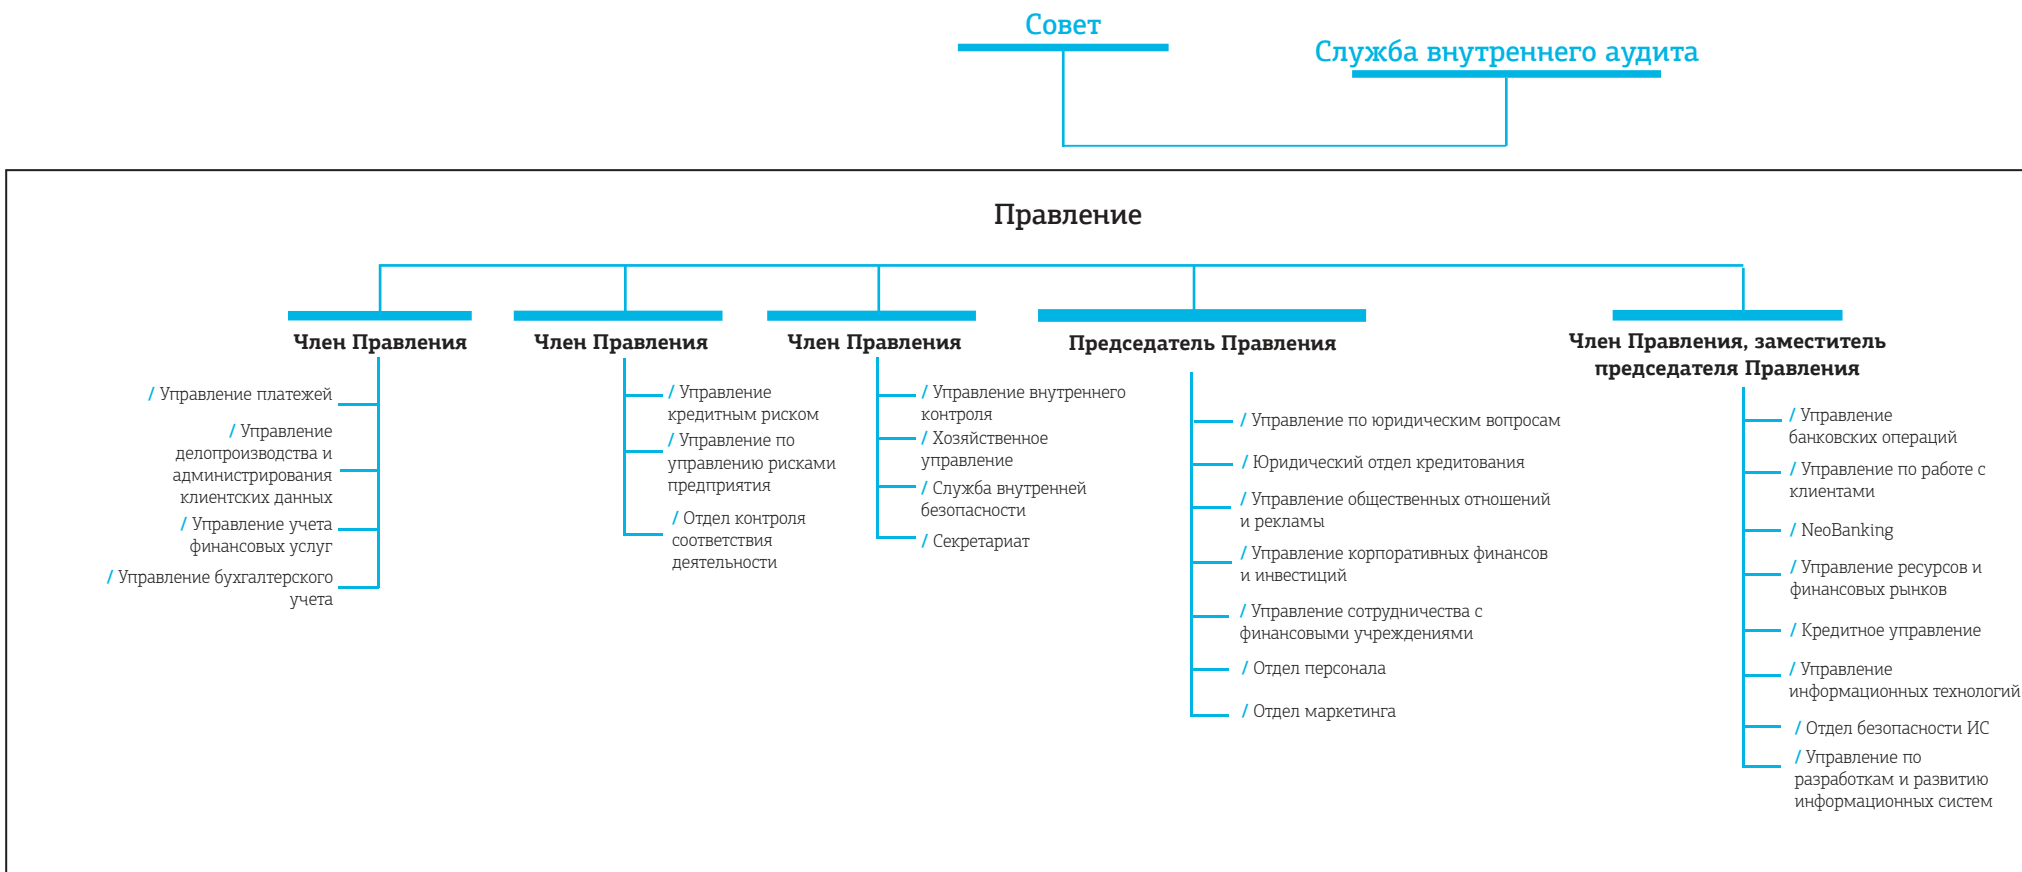 Совет
Служба внутреннего аудита
Правление
Член Правления
/ Управление платежей
/ Управление
делопроизводства и
администрирования
клиентских данных
/ Управление учета
финансовых услуг
/ Управление бухгалтерского
учета
Член Правления
/ Управление
кредитным риском
/ Управление по
управлению рисками
предприятия
/ Отдел контроля
соответствия
деятельности
Член Правления
/ Управление внутреннего
контроля
/ Хозяйственное
управление
/ Служба внутренней
безопасности
/ Секретариат
Председатель Правления
/ Управление по юридическим вопросам
/ Юридический отдел кредитования
/ Управление общественных отношений
и рекламы
/ Управление корпоративных финансов
и инвестиций
/ Управление сотрудничества с
финансовыми учреждениями
/ Отдел персонала
/ Отдел маркетинга
Член Правления, заместитель
председателя Правления
/ Управление
банковских операций
/ Управление по работе с
клиентами
/ NeoBanking
/ Управление ресурсов и
финансовых рынков
/ Кредитное управление
/ Управление
информационных технологий
/ Отдел безопасности ИС
/ Управление по
разработкам и развитию
информационных систем